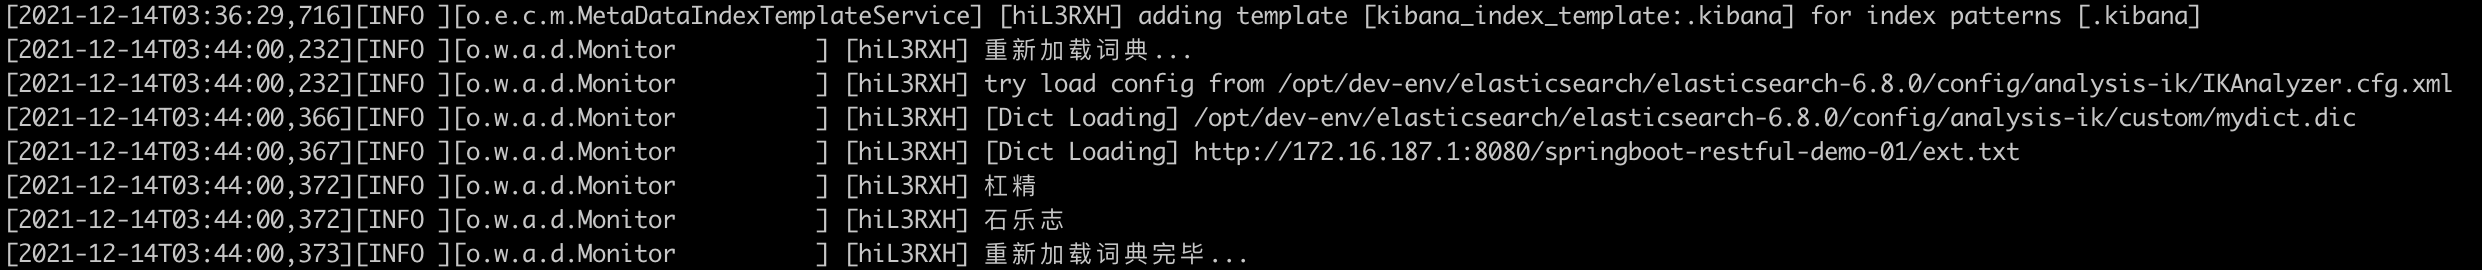 [2021-12-14T03:36:29,716][INFO ][o.e.c.m.MetaDataIndexTemplateService] [hiL3RXH] adding template [kibana_index_template:.kibana] for index patterns [.kibana]
[2021-12-14T03:44:00,232][INFO ][o.w.a.d.Monitor          ] [hiL3RXH] 重新加载词典...
[2021-12-14T03:44:00,232][INFO ][o.w.a.d.Monitor          ] [hiL3RXH] try load config from /opt/dev-env/elasticsearch/elasticsearch-6.8.0/config/analysis-ik/IKAnalyzer.cfg.xml
[2021-12-14T03:44:00,366][INFO ][o.w.a.d.Monitor          ] [hiL3RXH] [Dict Loading] /opt/dev-env/elasticsearch/elasticsearch-6.8.0/config/analysis-ik/custom/mydict.dic
[2021-12-14T03:44:00,367][INFO ][o.w.a.d.Monitor          ] [hiL3RXH] [Dict Loading] http://172.16.187.1:8080/springboot-restful-demo-01/ext.txt
[2021-12-14T03:44:00,372][INFO ][o.w.a.d.Monitor          ] [hiL3RXH] 杠精
[2021-12-14T03:44:00,372][INFO ][o.w.a.d.Monitor          ] [hiL3RXH] 石乐志
[2021-12-14T03:44:00,373][INFO ][o.w.a.d.Monitor          ] [hiL3RXH] 重新加载词典完毕...